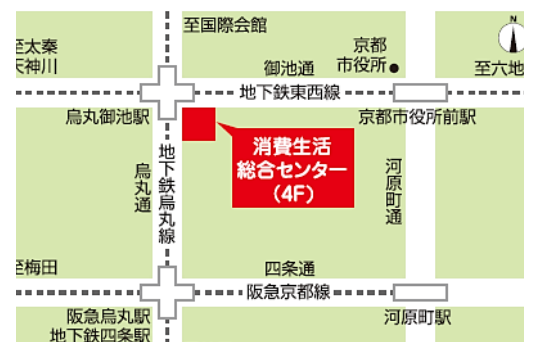 至国際会館
N
至太秦
天神川
京都
市役所
御池通
至六地
地下鉄東西線
烏丸御池駅
京都市役所前駅
消費生活
総合センター
(4F)
地下鉄烏丸線
烏丸通
河原町通
至梅田
四条通
阪急京都線
阪急烏丸駅
地下鉄四条駅
河原町駅